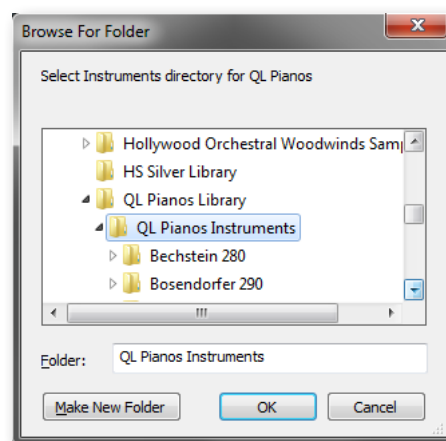 Browse For Folder
Select Instruments directory for QL Pianos
Hollywood Orchestral Woodwinds Sam
HS Silver Library
QL Pianos Library
QL Pianos Instruments
Bechstein 280
Bosendorfer 290
Folder: QL Pianos Instruments
Make New Folder OK Cancel